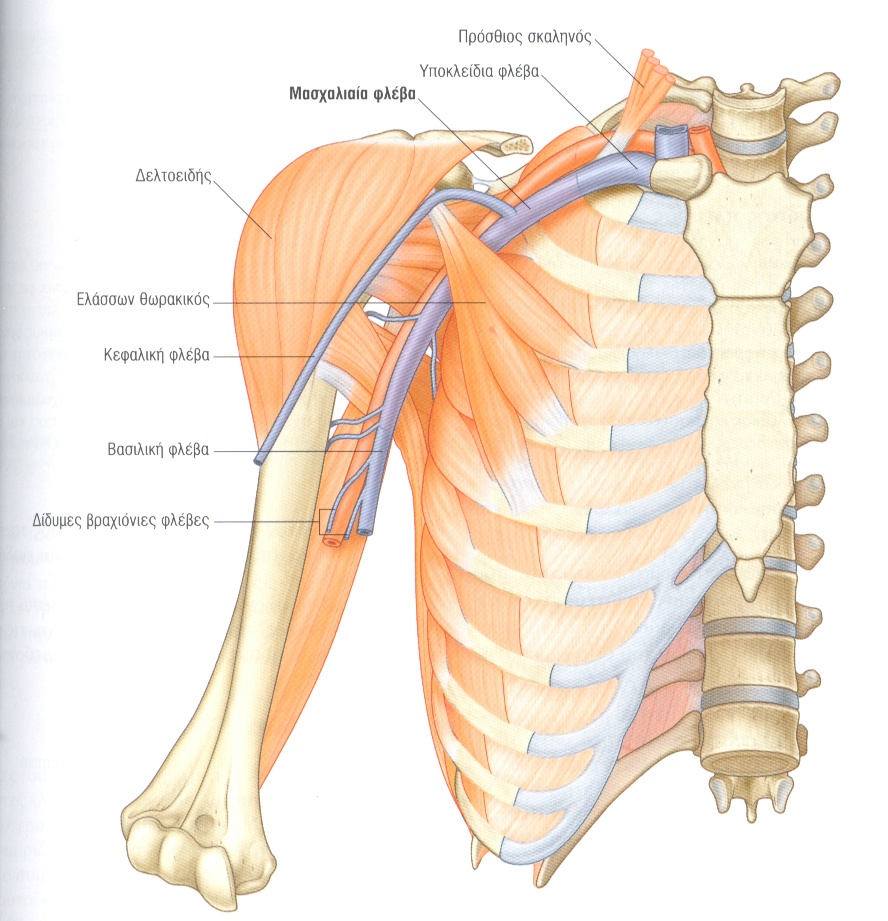 Πρόσθιος σκαληνός
Υποκλείδια φλέβα
Μασχαλιαία φλέβα
Δελτοειδής
Ελάσσων θωρακικός
Κεφαλική φλέβα
Βασιλική φλέβα
Δίδυμες βραχιόνιες φλέβες